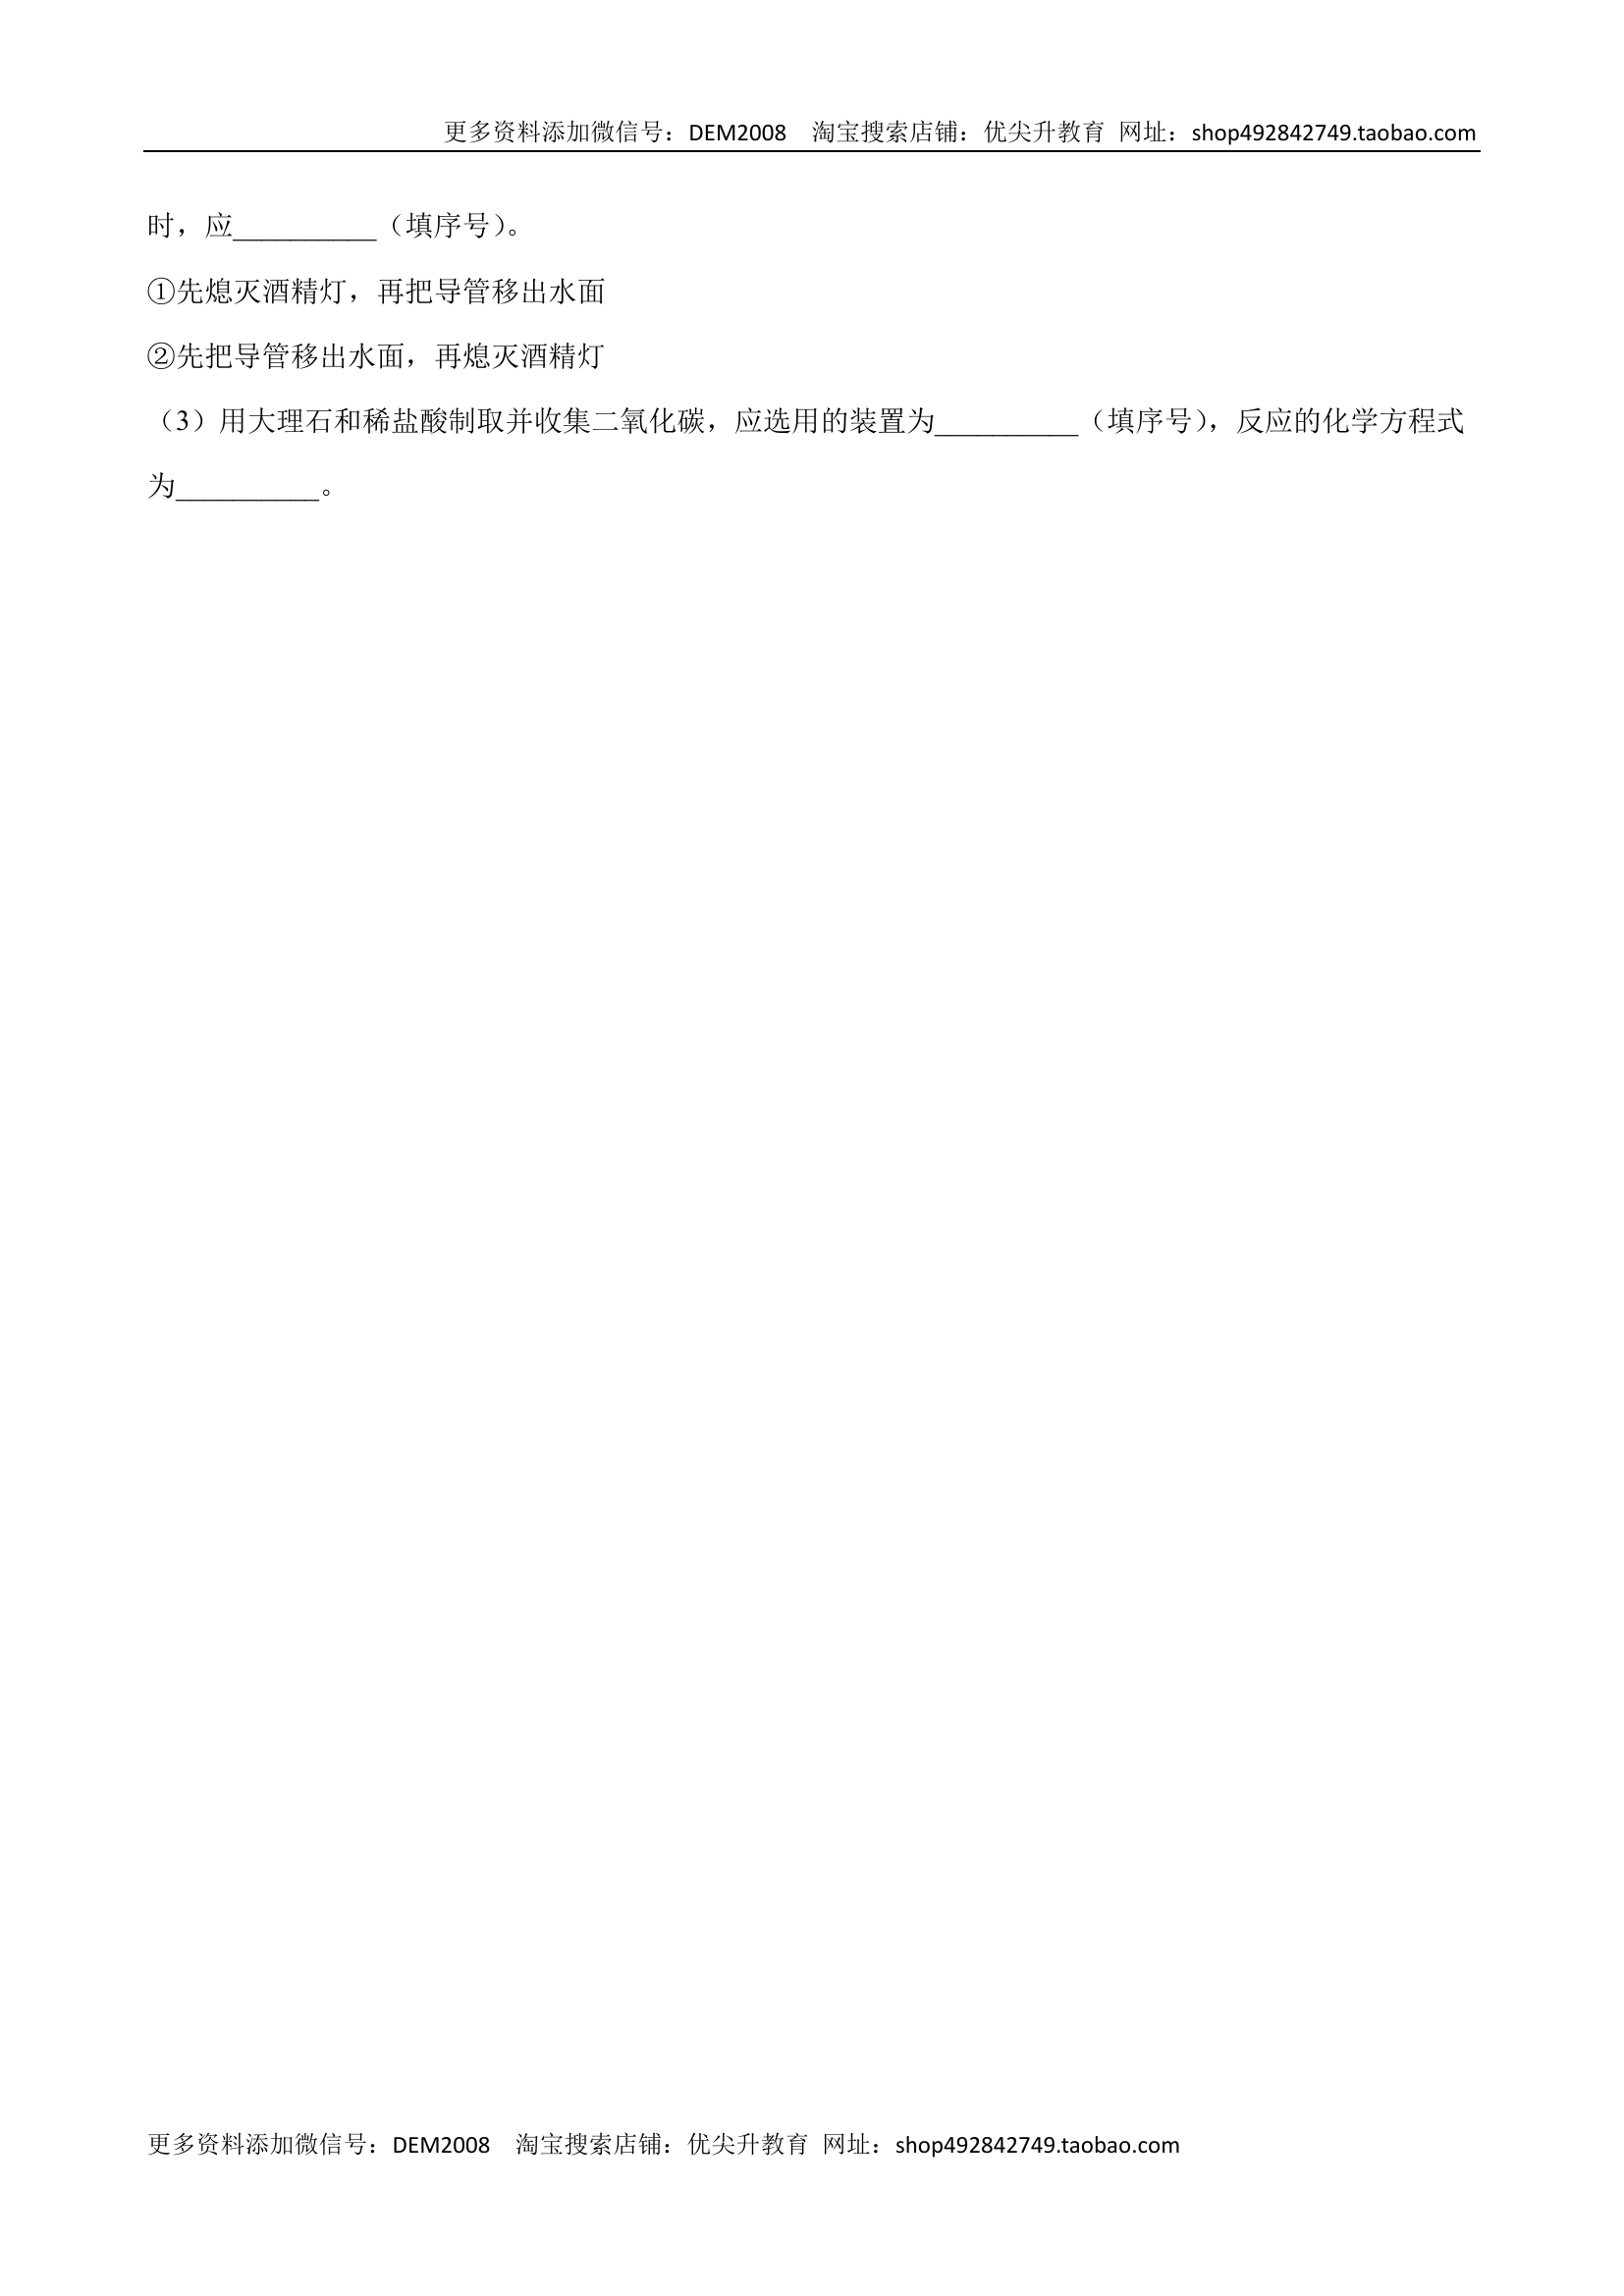 更多资料添加微信号：DEM2008　淘宝搜索店铺：优尖升教育 网址：shop492842749.taobao.com
时，应__________（填序号）。
①先熄灭酒精灯，再把导管移出水面
②先把导管移出水面，再熄灭酒精灯
（3）用大理石和稀盐酸制取并收集二氧化碳，应选用的装置为__________（填序号），反应的化学方程式
为__________。
更多资料添加微信号：DEM2008　淘宝搜索店铺：优尖升教育 网址：shop492842749.taobao.com